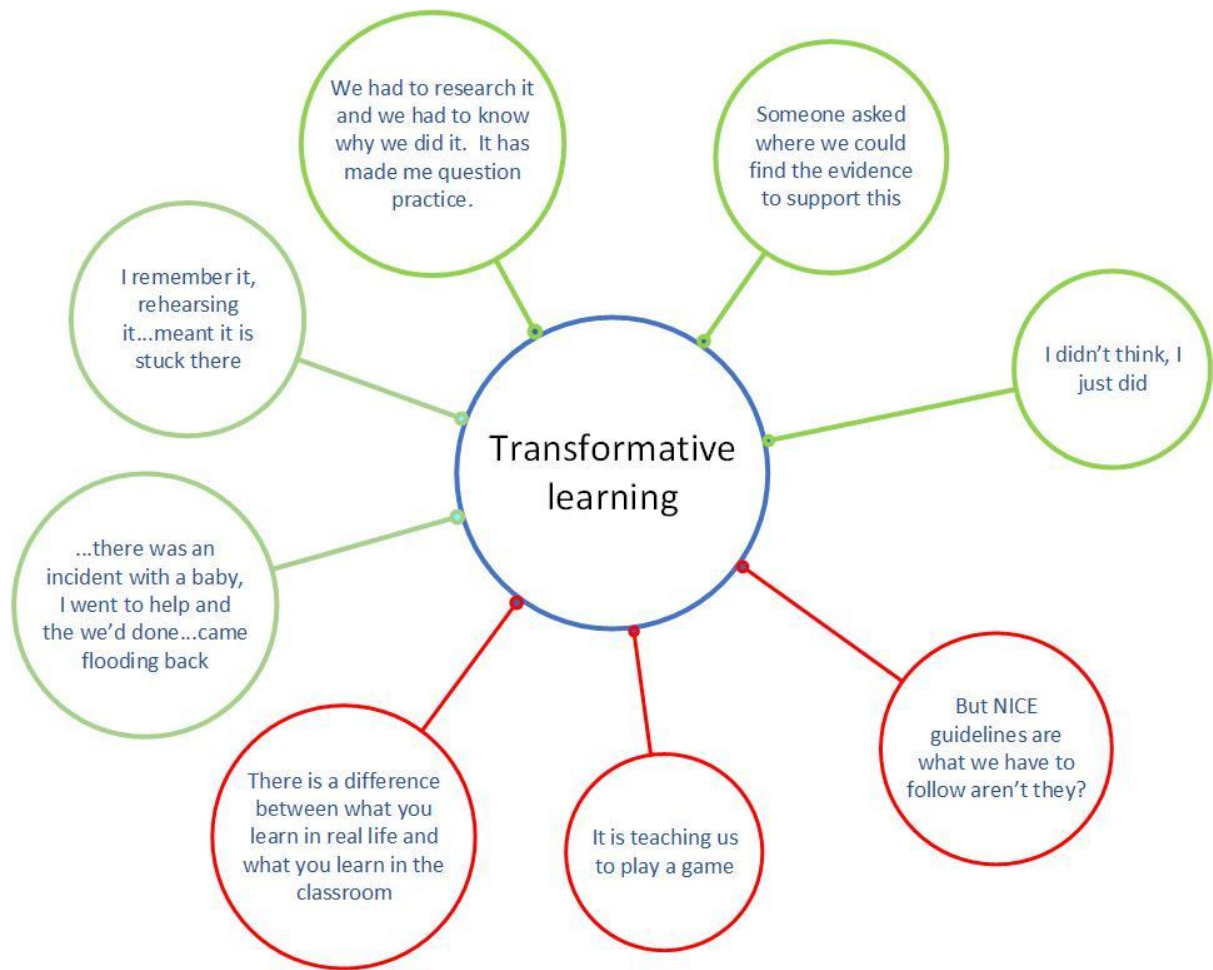 We had to research it
and we had to know
why we did it.  It has
made me question
practice.
Someone asked
where we could
find the evidence
to support this
I remember it,
rehearsing
it...meant it is
stuck there
I didn't think, I
just did
Transformative
learning
...there was an
incident with a baby,
I went to help and
the we'd done...came
flooding back
But NICE
guidelines are
what we have to
follow aren't they?
There is a difference
between what you
learn in real life and
what you learn in the
classroom
It is teaching us
to play a game